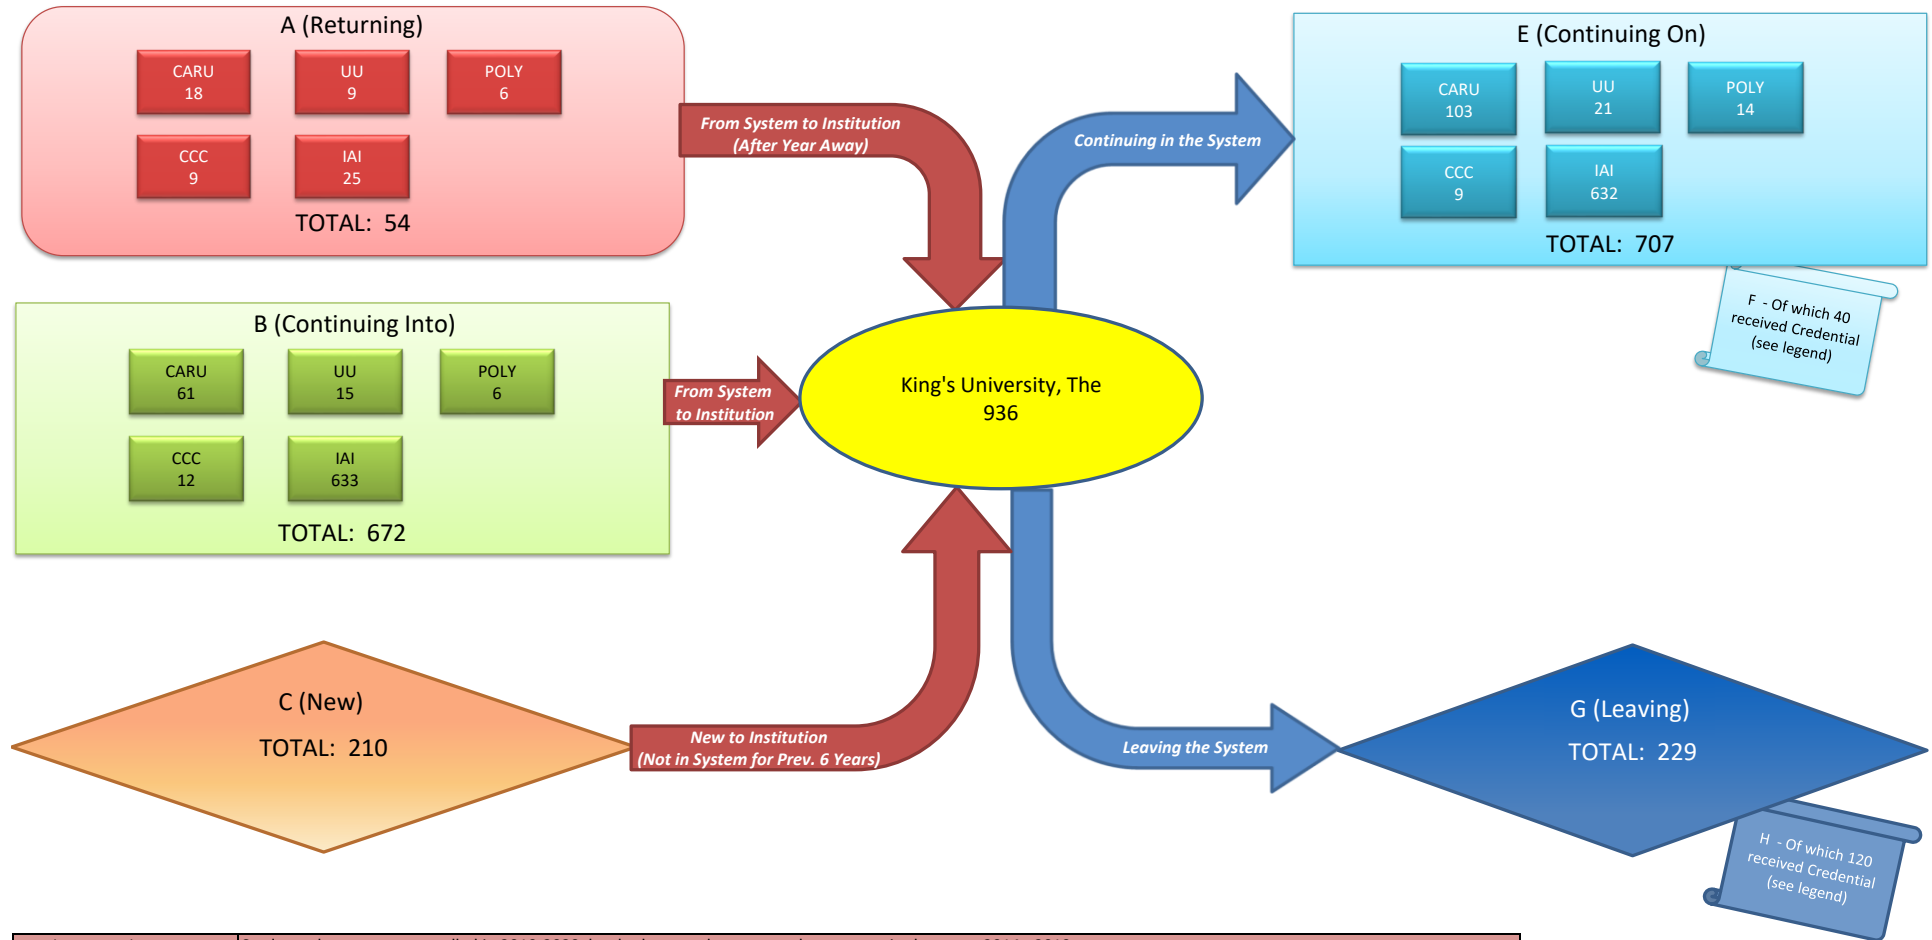 A (Returning)
CARU
18
UU
9
POLY
6
CCC
9
IAI
25
TOTAL: 54
From System to Institution
(After Year Away)
B (Continuing Into)
CARU
61
UU
15
POLY
6
CCC
12
IAI
633
TOTAL: 672
From System
to Institution
C (New)
TOTAL: 210
New to Institution
(Not in System for Prev. 6 Years)
King's University, The
936
Continuing in the System
E (Continuing On)
CARU
103
UU
21
POLY
14
CCC
9
IAI
632
TOTAL: 707
F - Of which 40
received Credential
(see legend)
Leaving the System
G (Leaving)
TOTAL: 229
H - Of which 120
received Credential
(see legend)